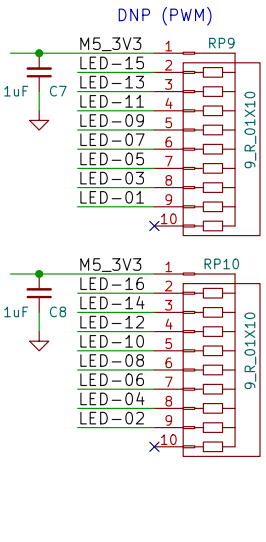 DNP (PWM)
M5_3V3 1 RP9
LED-15 2
1uF C7 LED-13 3
LED-11 4
LED-09 5
LED-07 6
LED-05 7
LED-03 8
LED-01 9
10
9_R_01X10
M5_3V3 1 RP10
LED-16 2
1uF C8 LED-14 3
LED-12 4
LED-10 5
LED-08 6
LED-06 7
LED-04 8
LED-02 9
10
9_R_01X10